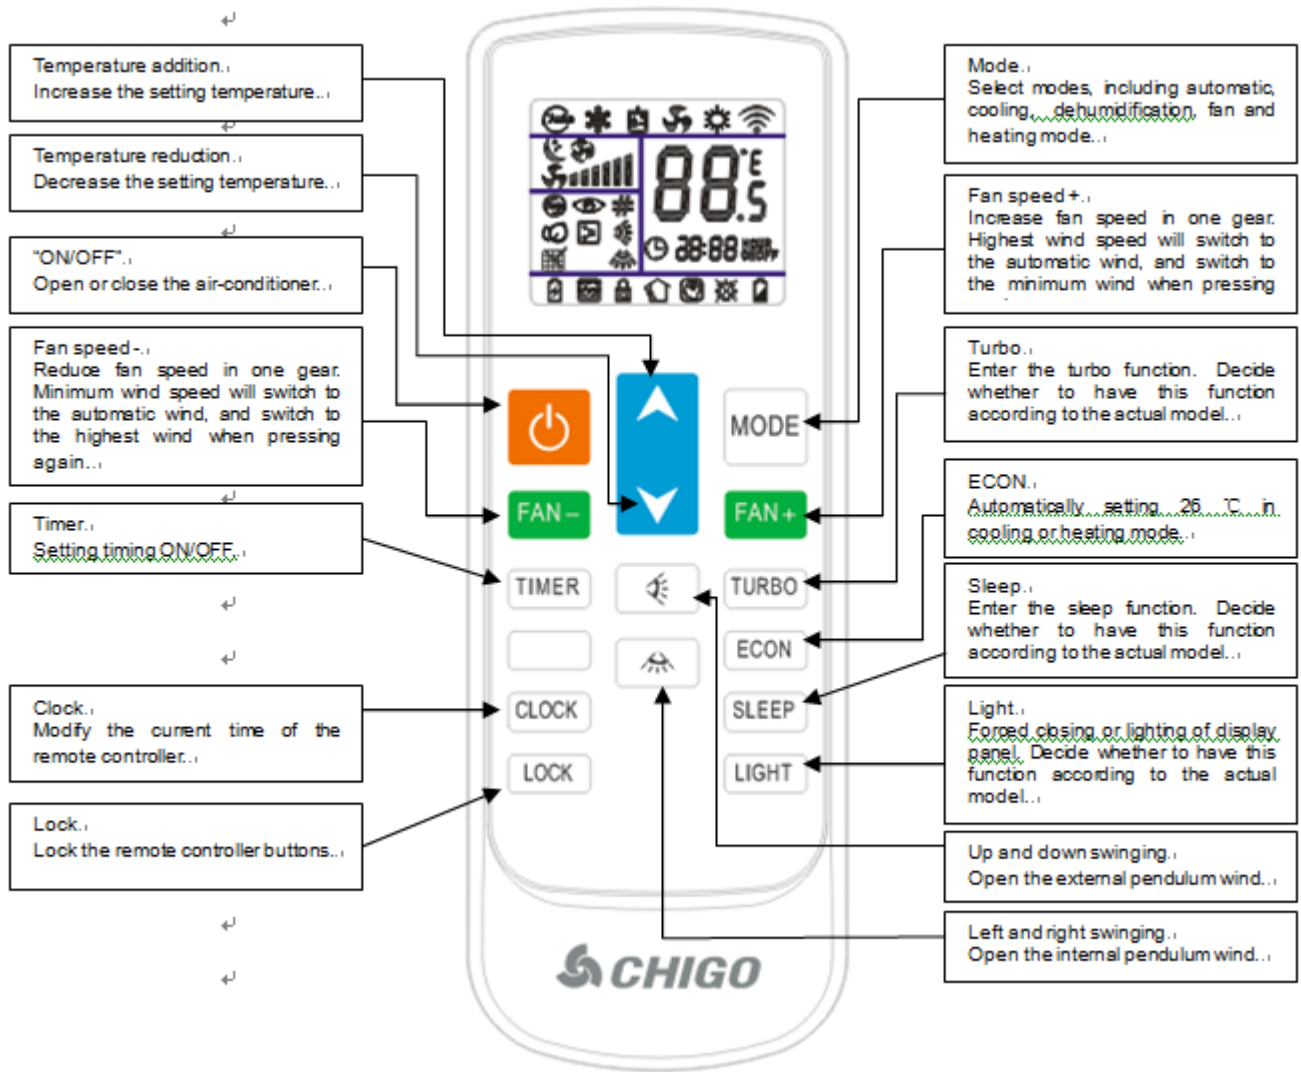 Temperature addition.
Increase the setting temperature..
Temperature reduction.
Decrease the setting temperature..
"ON/OFF".
Open or close the air-conditioner..
Fan speed-.
Reduce fan speed in one gear.
Minimum wind speed will switch to
the automatic wind, and switch to
the highest wind when pressing
again..
Timer.
Setting timing ON/OFF..
Clock.
Modify the current time of the
remote controller..
Lock.
Lock the remote controller buttons..
88°E
.5
28:88
MODE
FAN−
FAN+
TIMER
TURBO
ECON
CLOCK
SLEEP
LOCK
LIGHT
CHIGO
Mode.
Select modes, including automatic,
cooling, dehumidification, fan and
heating mode..
Fan speed+.
Increase fan speed in one gear.
Highest wind speed will switch to
the automatic wind, and switch to
the minimum wind when pressing
Turbo.
Enter the turbo function. Decide
whether to have this function
according to the actual model..
ECON.
Automatically setting 26 ℃ in
cooling or heating mode..
Sleep.
Enter the sleep function. Decide
whether to have this function
according to the actual model..
Light.
Forced closing or lighting of display
panel. Decide whether to have this
function according to the actual
model..
Up and down swinging.
Open the external pendulum wind..
Left and right swinging.
Open the internal pendulum wind..